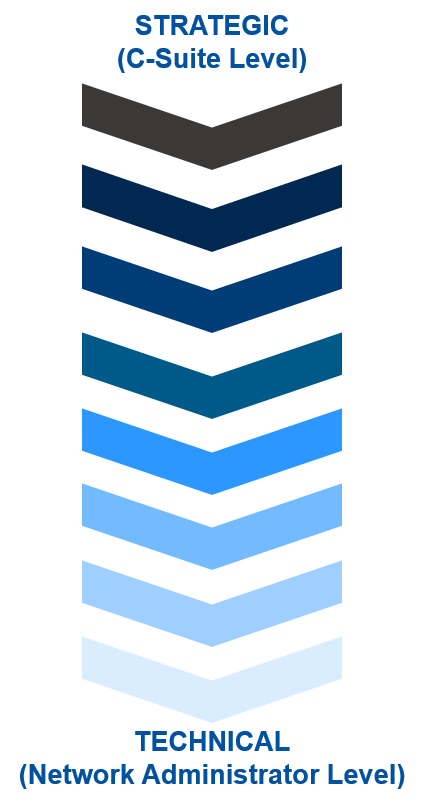 STRATEGIC
(C-Suite Level)
TECHNICAL
(Network Administrator Level)